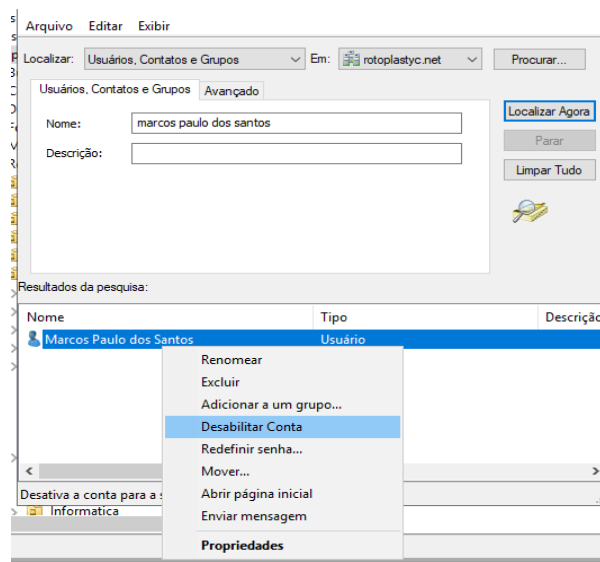 Arquivo Editar Exibir
Localizar: Usuários, Contatos e Grupos Em: rotoplastyc.net Procurar...
Usuários, Contatos e Grupos Avançado
Localizar Agora
Nome: marcos paulo dos santos
Parar
Descrição:
Limpar Tudo
Resultados da pesquisa:
Nome Tipo Descrição
Marcos Paulo dos Santos Usuário
Renomear
Excluir
Adicionar a um grupo...
Desabilitar Conta
Redefinir senha...
Mover...
Abrir página inicial
Enviar mensagem
Propriedades
Desativa a conta para a
Informatica